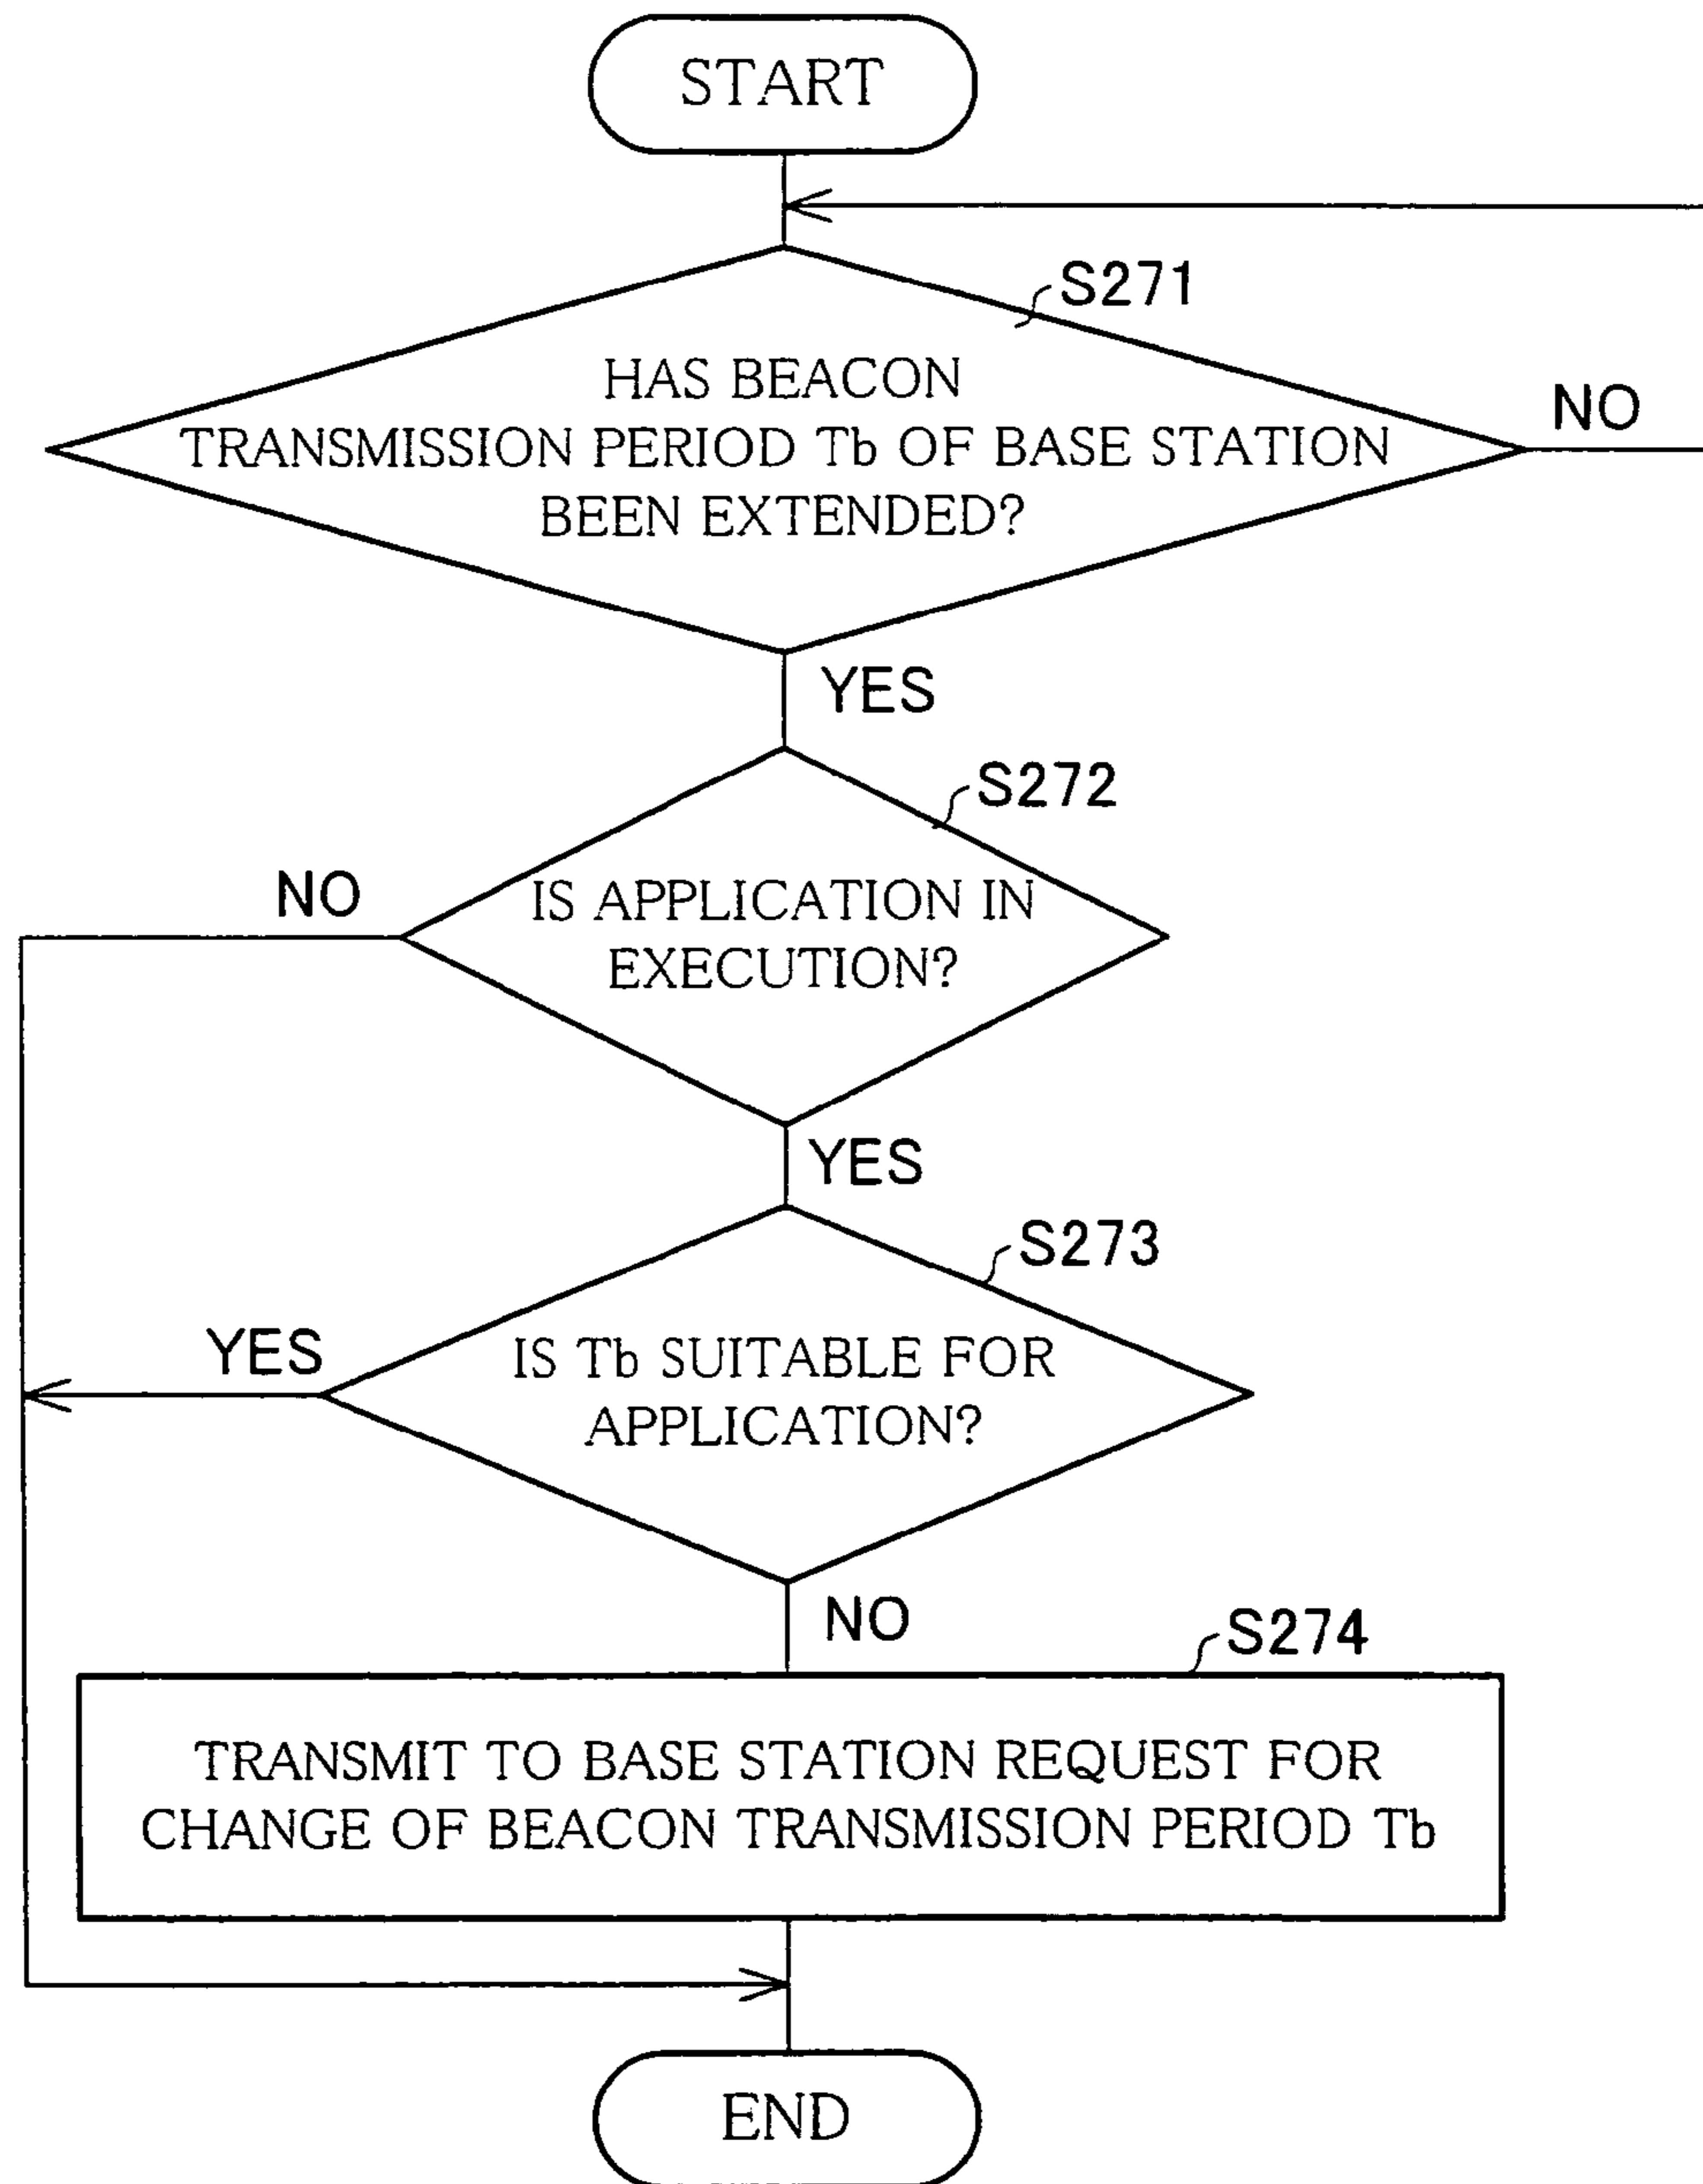 START
S271
HAS BEACON
TRANSMISSION PERIOD Tb OF BASE STATION
BEEN EXTENDED?
NO
YES
S272
NO
IS APPLICATION IN
EXECUTION?
YES
S273
YES
IS Tb SUITABLE FOR
APPLICATION?
NO
S274
TRANSMIT TO BASE STATION REQUEST FOR
CHANGE OF BEACON TRANSMISSION PERIOD Tb
END